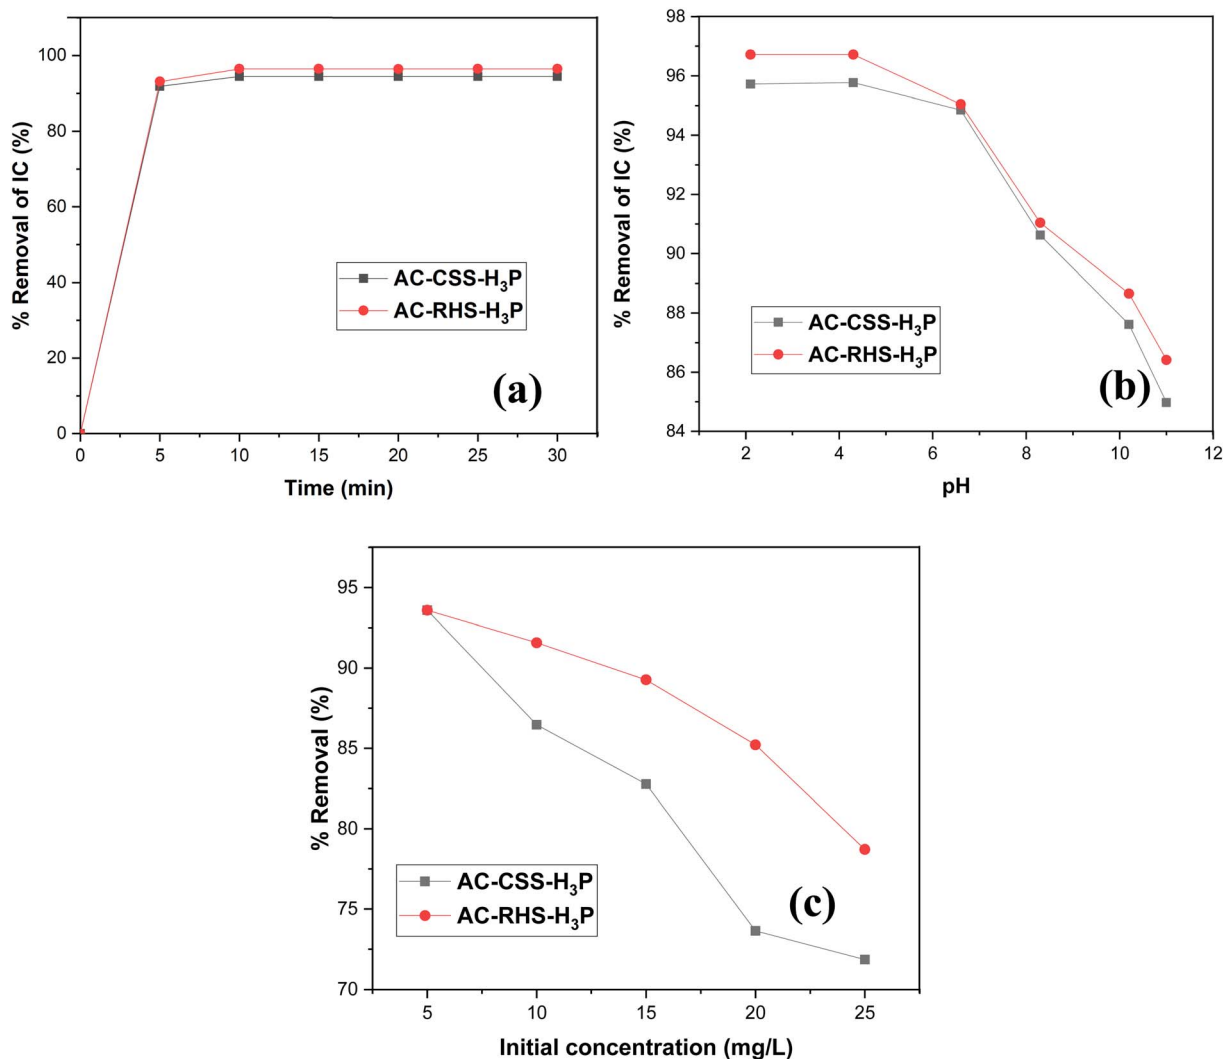 % Removal of IC (%)
100
80
60
40
20
0
AC-CSS-H₃P
AC-RHS-H₃P
(a)
0 5 10 15 20 25 30
Time (min)
% Removal of IC (%)
98
96
94
92
90
88
86
84
AC-CSS-H₃P
AC-RHS-H₃P
(b)
2 4 6 8 10 12
pH
% Removal (%)
95
90
85
80
75
70
AC-CSS-H₃P
AC-RHS-H₃P
(c)
5 10 15 20 25
Initial concentration (mg/L)